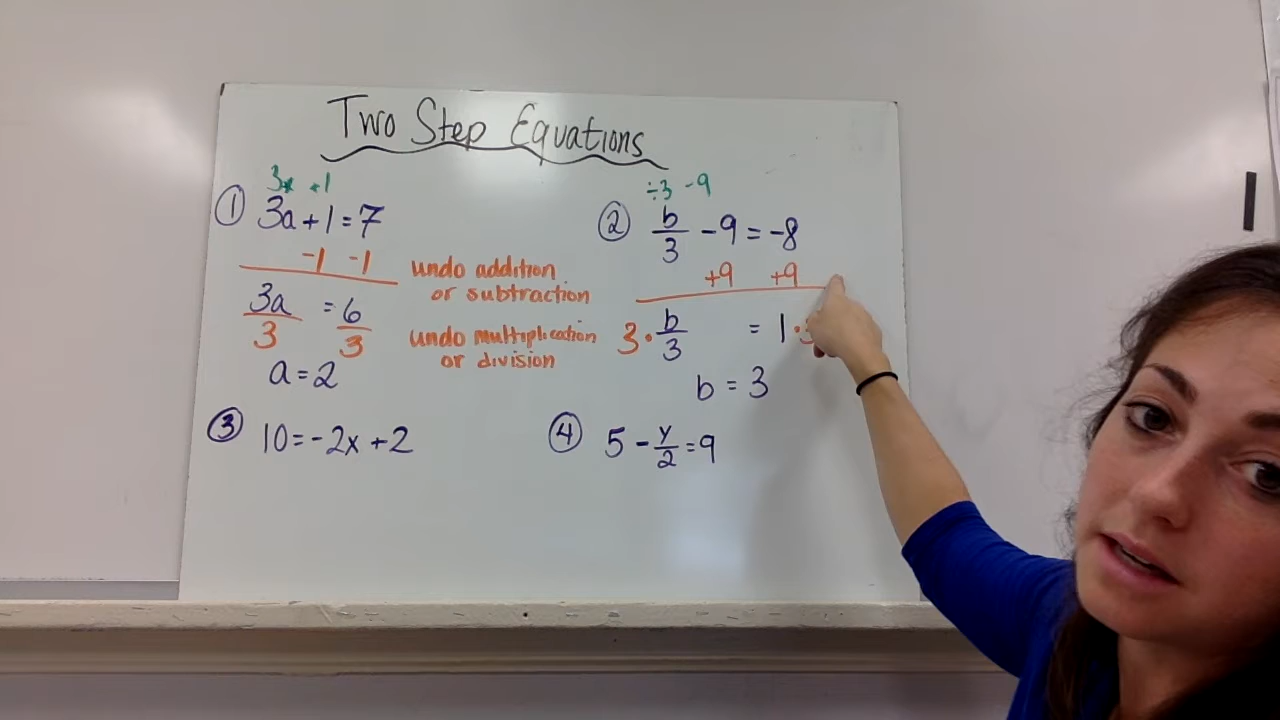 Two Step Equations
3x +1
① 3a + 1 = 7
-1 -1
undo addition
or subtraction
3a = 6
3 3
undo multiplication
or division
a = 2
÷3 -9
② b/3 - 9 = -8
+9 +9
3 · b/3 = 1 · 3
b = 3
③ 10 = -2x + 2
④ 5 - y/2 = 9